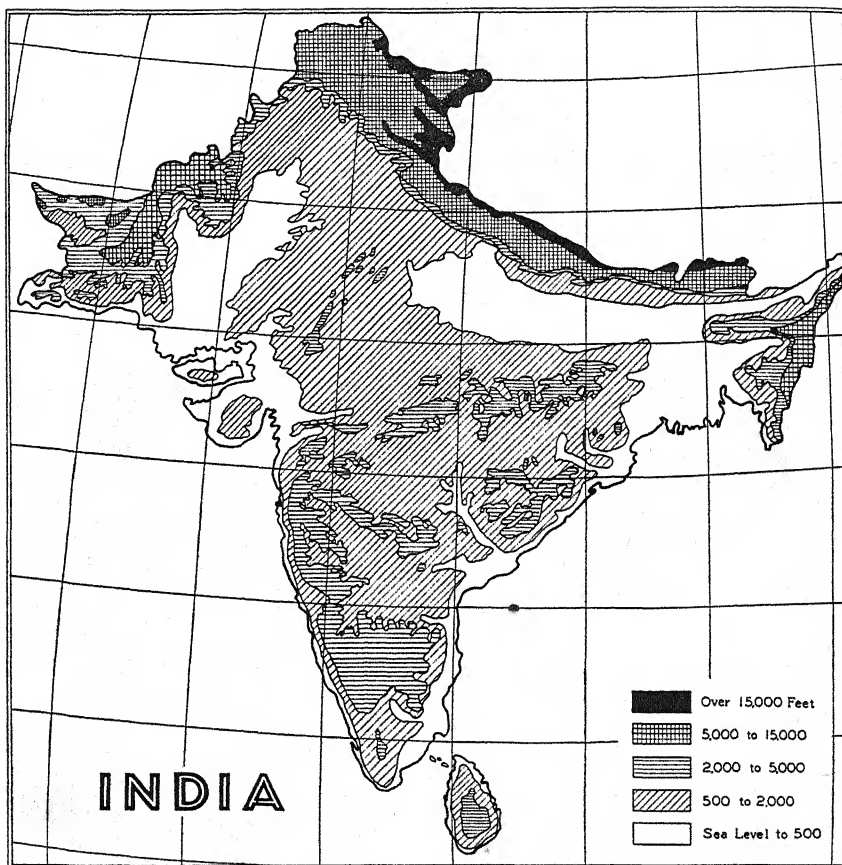 Over 15,000 Feet
5,000 to 15,000
2,000 to 5,000
500 to 2,000
Sea Level to 500
INDIA